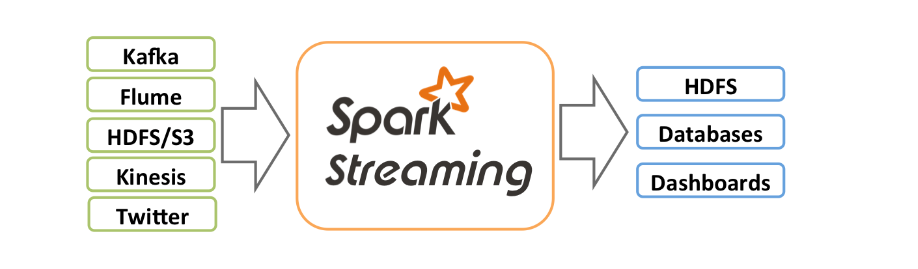 Kafka
Flume
HDFS/S3
Kinesis
Twitter
Spark
Streaming
HDFS
Databases
Dashboards